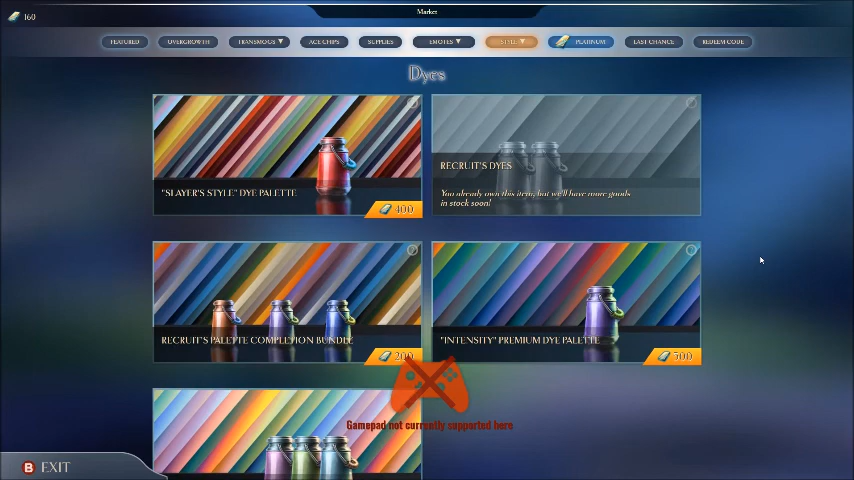 Market
160
FEATURED
OVERGROWTH
TRANSMOGS
ACE CHIPS
SUPPLIES
EMOTES
STYLE
PLATINUM
LAST CHANCE
REDEEM CODE
Dyes
"SLAYER'S STYLE" DYE PALETTE
400
RECRUIT'S DYES
You already own this item, but we'll have more goods
in stock soon!
RECRUIT'S PALETTE COMPLETION BUNDLE
200
"INTENSITY" PREMIUM DYE PALETTE
500
Gamepad not currently supported here
B EXIT